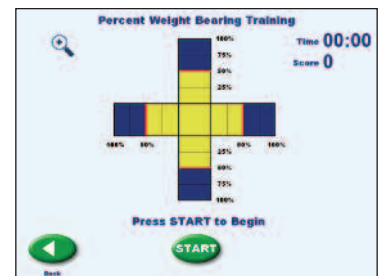 Percent Weight Bearing Training
Time 00:00
Score 0
100%
75%
50%
25%
100% 50% 50% 100%
25%
50%
75%
100%
Press START to Begin
START
Back